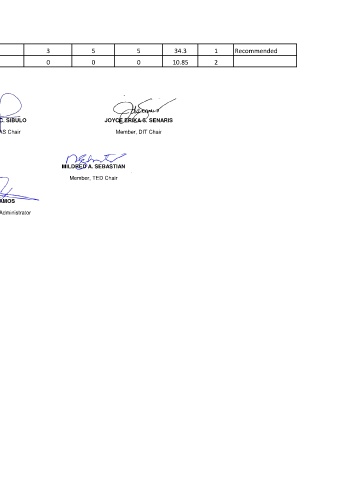 3 5 5 34.3 1 Recommended
0 0 0 10.85 2
. SIBULO JOYCE ERIKA S. SENARIS
AS Chair Member, DIT Chair
MILDRED A. SEBASTIAN
Member, TED Chair
AMOS
Administrator